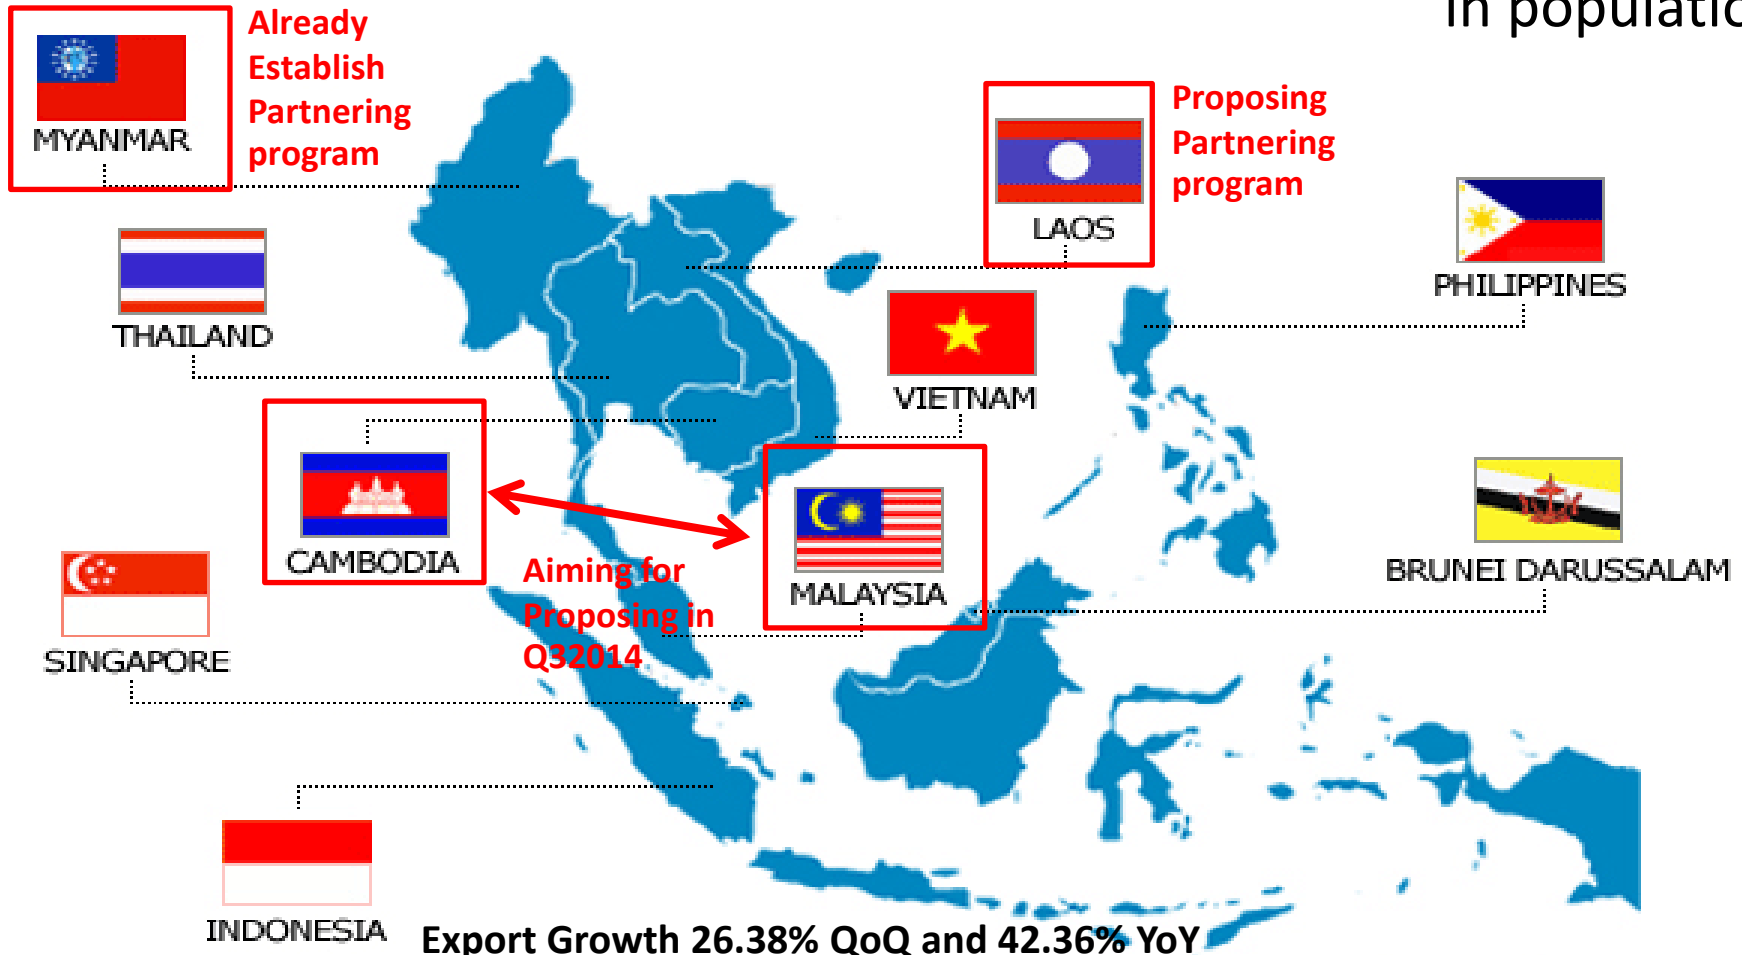 in populatio
Already
Establish
Partnering
program
MYANMAR
Proposing
Partnering
program
LAOS
PHILIPPINES
THAILAND
VIETNAM
CAMBODIA
MALAYSIA
Aiming for
Proposing in
Q32014
BRUNEI DARUSSALAM
SINGAPORE
INDONESIA
Export Growth 26.38% QoQ and 42.36% YoY